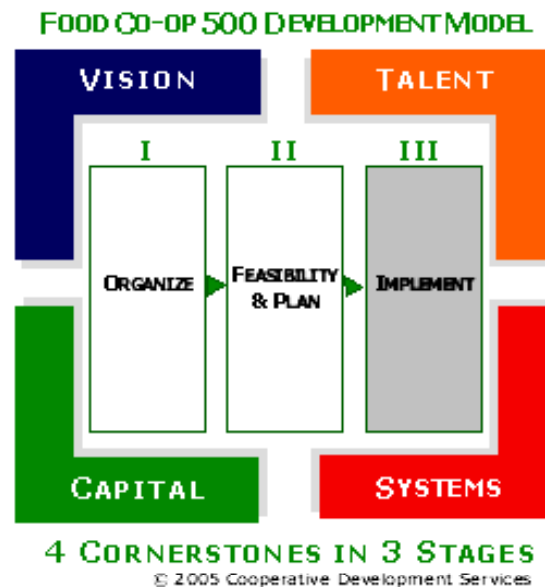 FOOD CO-OP 500 DEVELOPMENT MODEL
VISION
TALENT
I
II
III
ORGANIZE
FEASIBILITY
& PLAN
IMPLEMENT
CAPITAL
SYSTEMS
4 CORNERSTONES IN 3 STAGES
© 2005 Cooperative Development Services